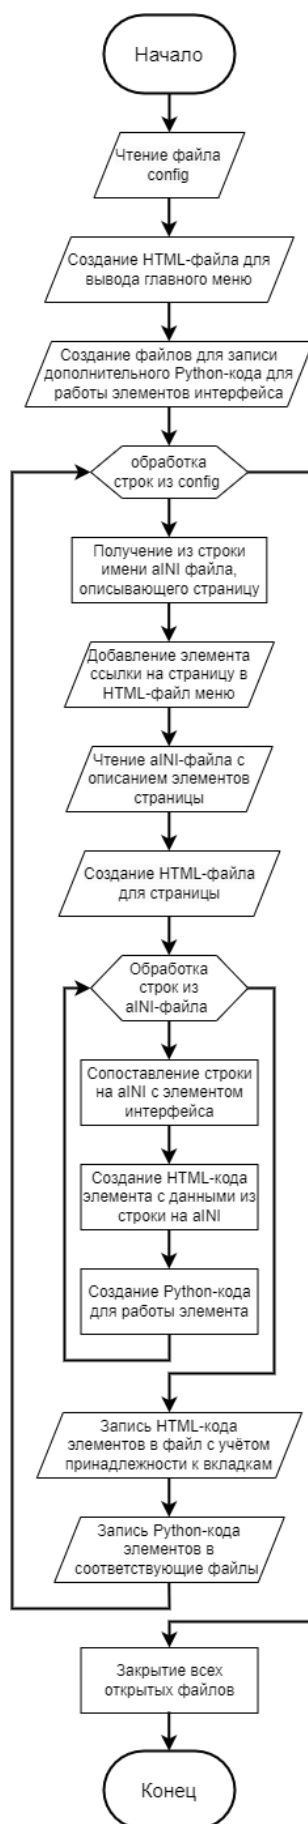 Начало
Чтение файла
config
Создание HTML-файла для
вывода главного меню
Создание файлов для записи
дополнительного Python-кода для
работы элементов интерфейса
обработка
строк из config
Получение из строки
имени aINI файла,
описывающего страницу
Добавление элемента
ссылки на страницу в
HTML-файл меню
Чтение aINI-файла с
описанием элементов
страницы
Создание HTML-файла
для страницы
Обработка
строк из
aINI-файла
Сопоставление строки
на aINI с элементом
интерфейса
Создание HTML-кода
элемента с данными из
строки на aINI
Создание Python-кода
для работы элемента
Запись HTML-кода
элементов в файл с учётом
принадлежности к вкладкам
Запись Python-кода
элементов в
соответствующие файлы
Закрытие всех
открытых файлов
Конец